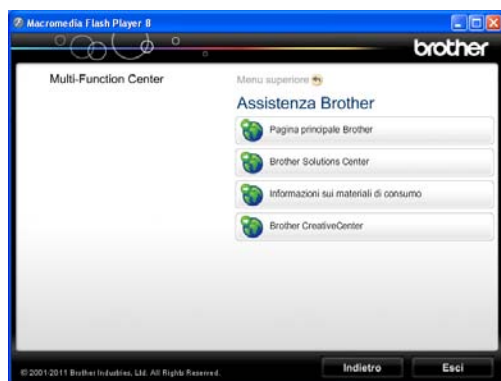 Macromedia Flash Player 8
brother
Multi-Function Center
Menu superiore
Assistenza Brother
Pagina principale Brother
Brother Solutions Center
Informazioni sui materiali di consumo
Brother CreativeCenter
© 2001-2011 Brother Industries, Ltd. All Rights Reserved.
Indietro
Esci